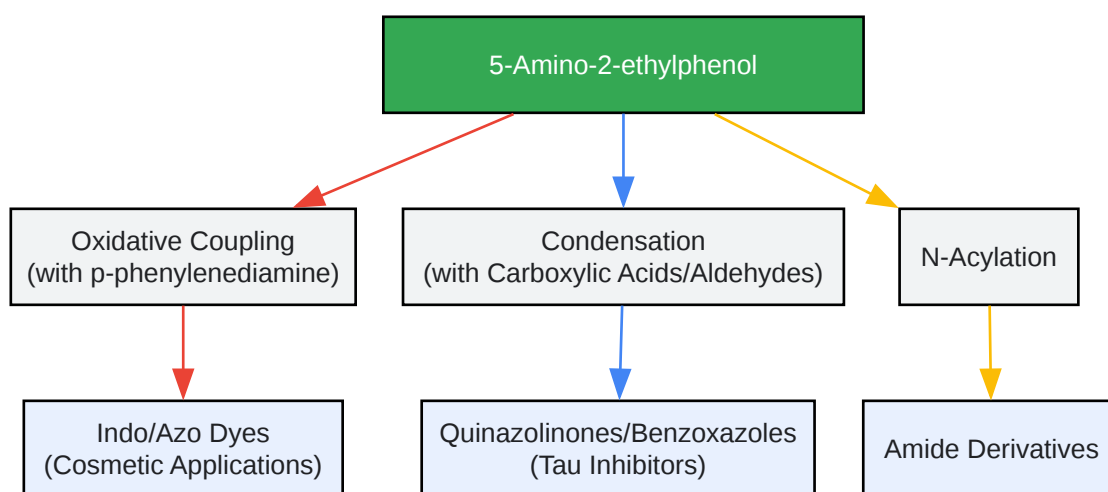 5-Amino-2-ethylphenol
Oxidative Coupling
(with p-phenylenediamine)
Condensation
(with Carboxylic Acids/Aldehydes)
N-Acylation
Indo/Azo Dyes
(Cosmetic Applications)
Quinazolinones/Benzoxazoles
(Tau Inhibitors)
Amide Derivatives